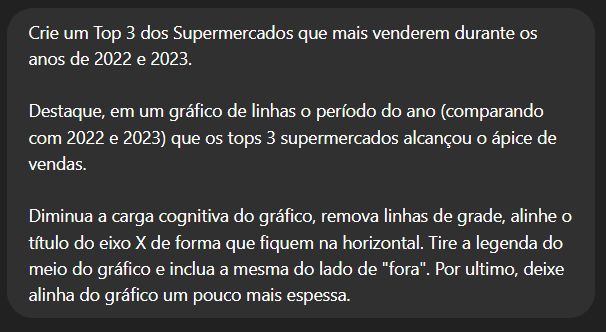 Crie um Top 3 dos Supermercados que mais venderem durante os
anos de 2022 e 2023.
Destaque, em um gráfico de linhas o período do ano (comparando
com 2022 e 2023) que os tops 3 supermercados alcançou o ápice de
vendas.
Diminua a carga cognitiva do gráfico, remova linhas de grade, alinhe o
título do eixo X de forma que fiquem na horizontal. Tire a legenda do
meio do gráfico e inclua a mesma do lado de "fora". Por ultimo, deixe
alinha do gráfico um pouco mais espessa.